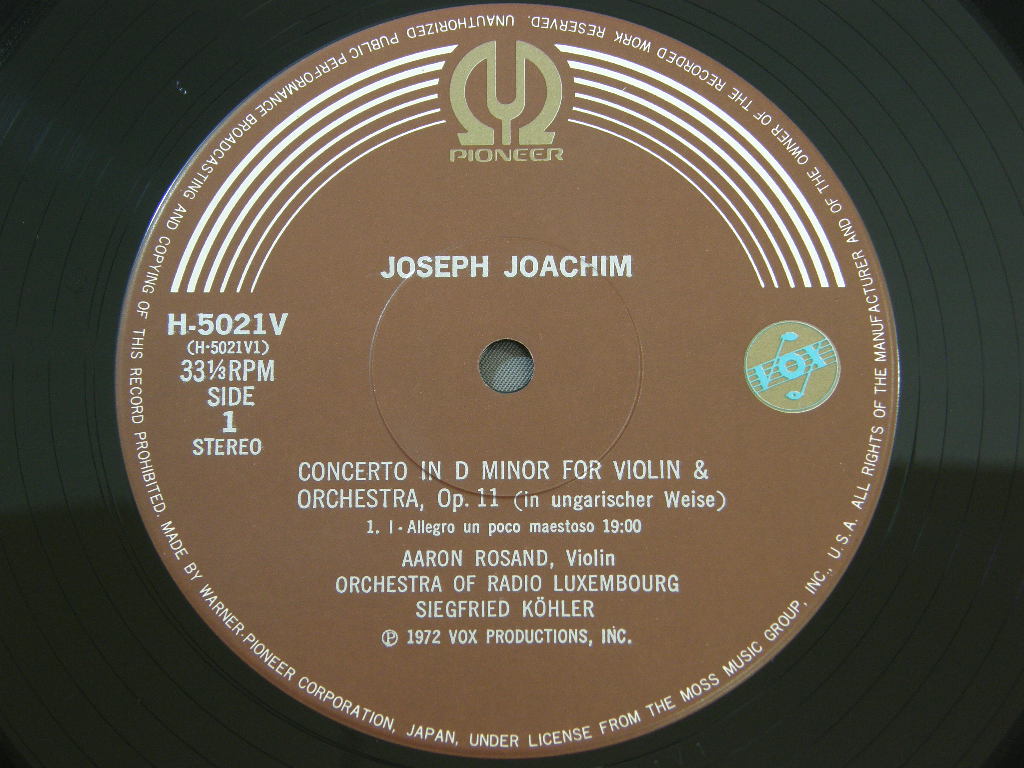 PIONEER
JOSEPH JOACHIM
H-5021V
(H-5021V1)
33⅓RPM
SIDE
1
STEREO
VOX
CONCERTO IN D MINOR FOR VIOLIN &
ORCHESTRA, Op. 11 (in ungarischer Weise)
1. I - Allegro un poco maestoso 19:00
AARON ROSAND, Violin
ORCHESTRA OF RADIO LUXEMBOURG
SIEGFRIED KÖHLER
℗ 1972 VOX PRODUCTIONS, INC.
MADE BY WARNER-PIONEER CORPORATION, JAPAN, UNDER LICENSE FROM THE MOSS MUSIC GROUP, INC., U.S.A. ALL RIGHTS OF THE MANUFACTURER AND OF THE OWNER OF THE RECORDED WORK RESERVED. UNAUTHORIZED PUBLIC PERFORMANCE BROADCASTING AND COPYING OF THIS RECORD PROHIBITED.